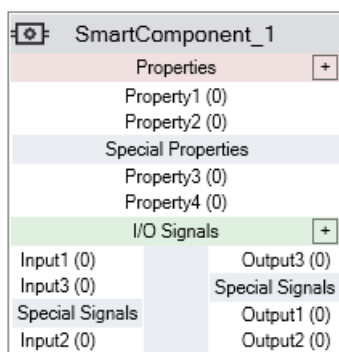 SmartComponent_1
Properties +
Property1 (0)
Property2 (0)
Special Properties
Property3 (0)
Property4 (0)
I/O Signals +
Input1 (0) Output3 (0)
Input3 (0) Special Signals
Special Signals Output1 (0)
Input2 (0) Output2 (0)